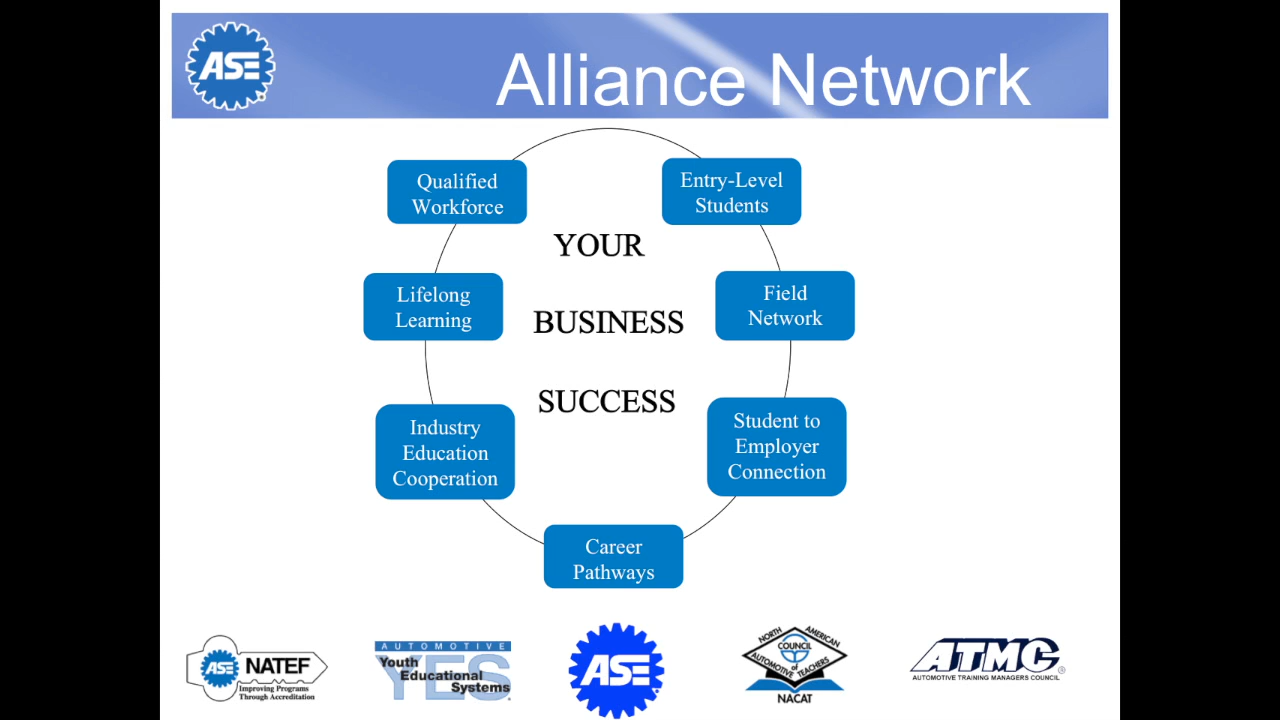 ASE
Alliance Network
Qualified
Workforce
Entry-Level
Students
YOUR
Lifelong
Learning
Field
Network
BUSINESS
SUCCESS
Industry
Education
Cooperation
Student to
Employer
Connection
Career
Pathways
ASE NATEF
Improving Programs
Through Accreditation
AUTOMOTIVE
YES
Youth
Educational
Systems
ASE
NORTH AMERICAN
COUNCIL
of
AUTOMOTIVE TEACHERS
NACAT
ATMC
AUTOMOTIVE TRAINING MANAGERS COUNCIL